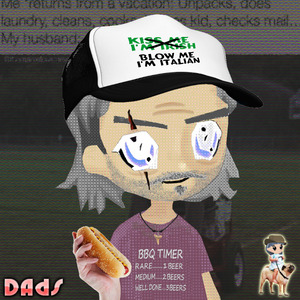 Me *returns from a vacation: Unpacks, does
laundry, cleans, cooks
kid, checks mail.
My husband:
KISS ME
I'M IRISH
BLOW ME
I'M ITALIAN
BBQ TIMER
RARE......1 BEER
MEDIUM....2 BEERS
WELL DONE..3 BEERS
DADS